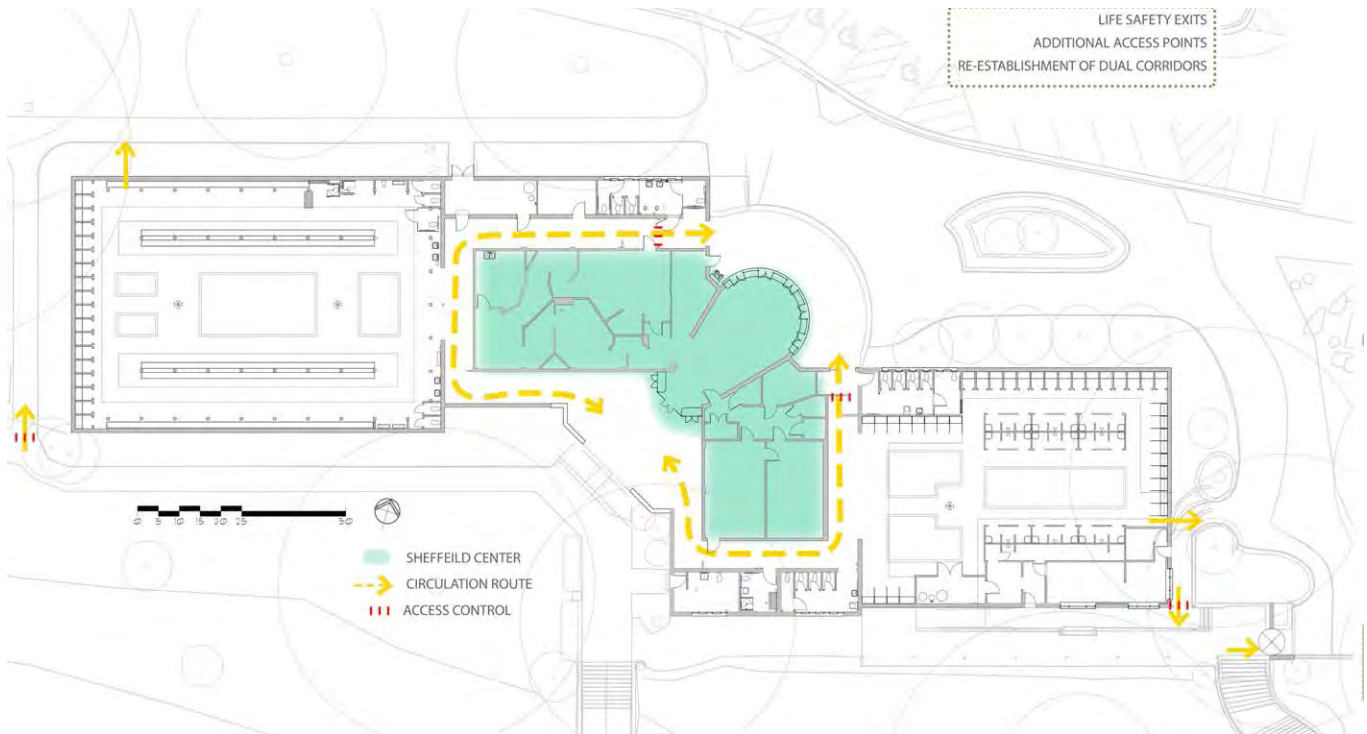 LIFE SAFETY EXITS
ADDITIONAL ACCESS POINTS
RE-ESTABLISHMENT OF DUAL CORRIDORS
0 5 10 15 20 25 50
SHEFFEILD CENTER
CIRCULATION ROUTE
ACCESS CONTROL